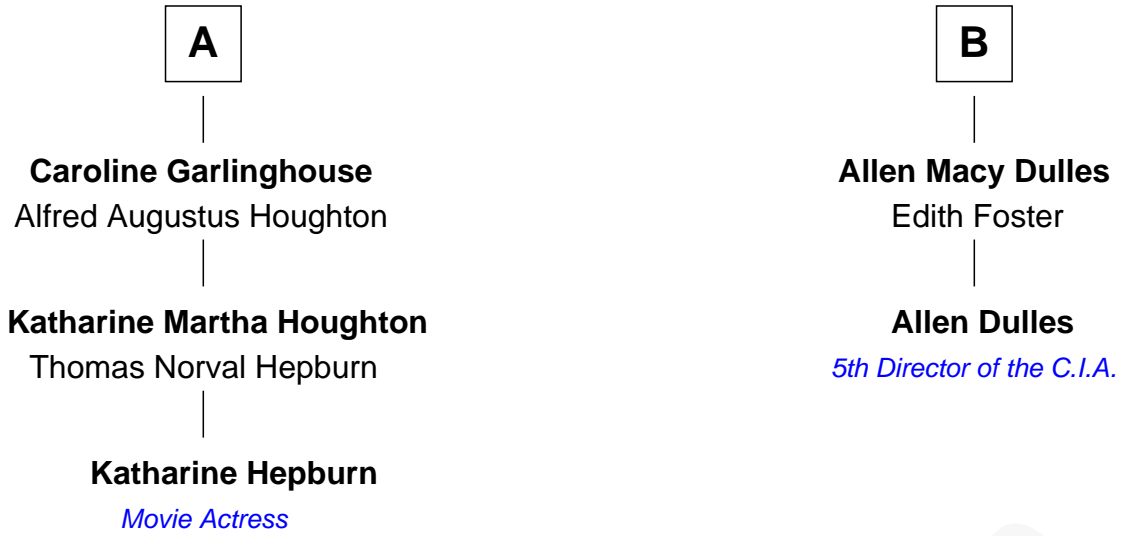 A
Caroline Garlinghouse
Alfred Augustus Houghton
Katharine Martha Houghton
Thomas Norval Hepburn
Katharine Hepburn
Movie Actress
B
Allen Macy Dulles
Edith Foster
Allen Dulles
5th Director of the C.I.A.